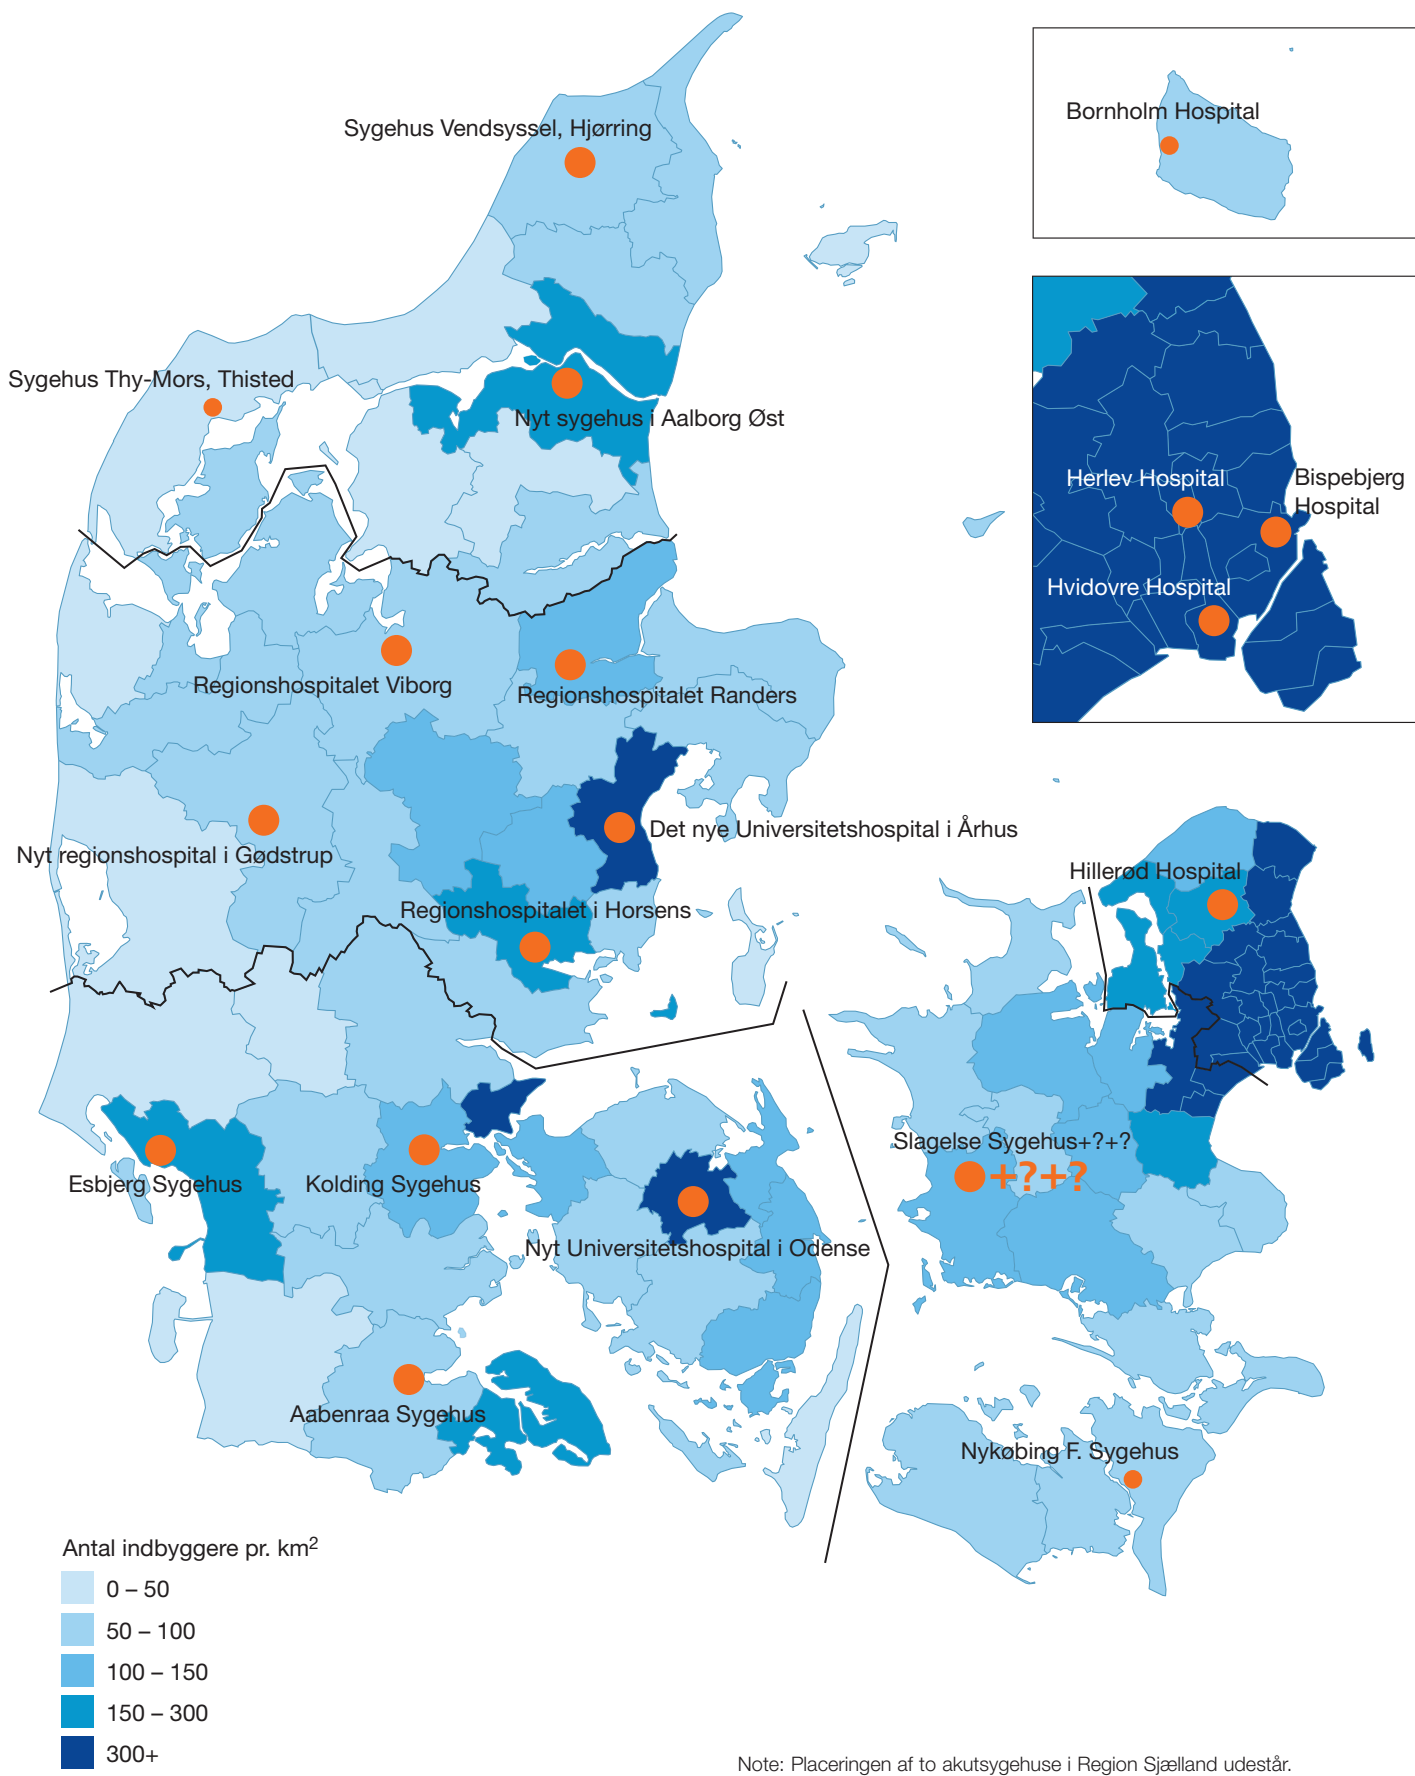 Sygehus Vendsyssel, Hjørring
Bornholm Hospital
Sygehus Thy-Mors, Thisted
Nyt sygehus i Aalborg Øst
Herlev Hospital
Bispebjerg
Hospital
Hvidovre Hospital
Regionshospitalet Viborg
Regionshospitalet Randers
Det nye Universitetshospital i Århus
Nyt regionshospital i Gødstrup
Hillerød Hospital
Regionshospitalet i Horsens
Slagelse Sygehus+?+?
+?+?
Esbjerg Sygehus
Kolding Sygehus
Nyt Universitetshospital i Odense
Aabenraa Sygehus
Nykøbing F. Sygehus
Antal indbyggere pr. km²
0 – 50
50 – 100
100 – 150
150 – 300
300+
Note: Placeringen af to akutsygehuse i Region Sjælland udestår.